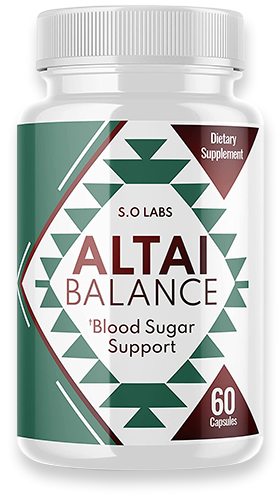 Dietary
Supplement
S.O LABS
ALTAI
BALANCE
†Blood Sugar
Support
60
Capsules